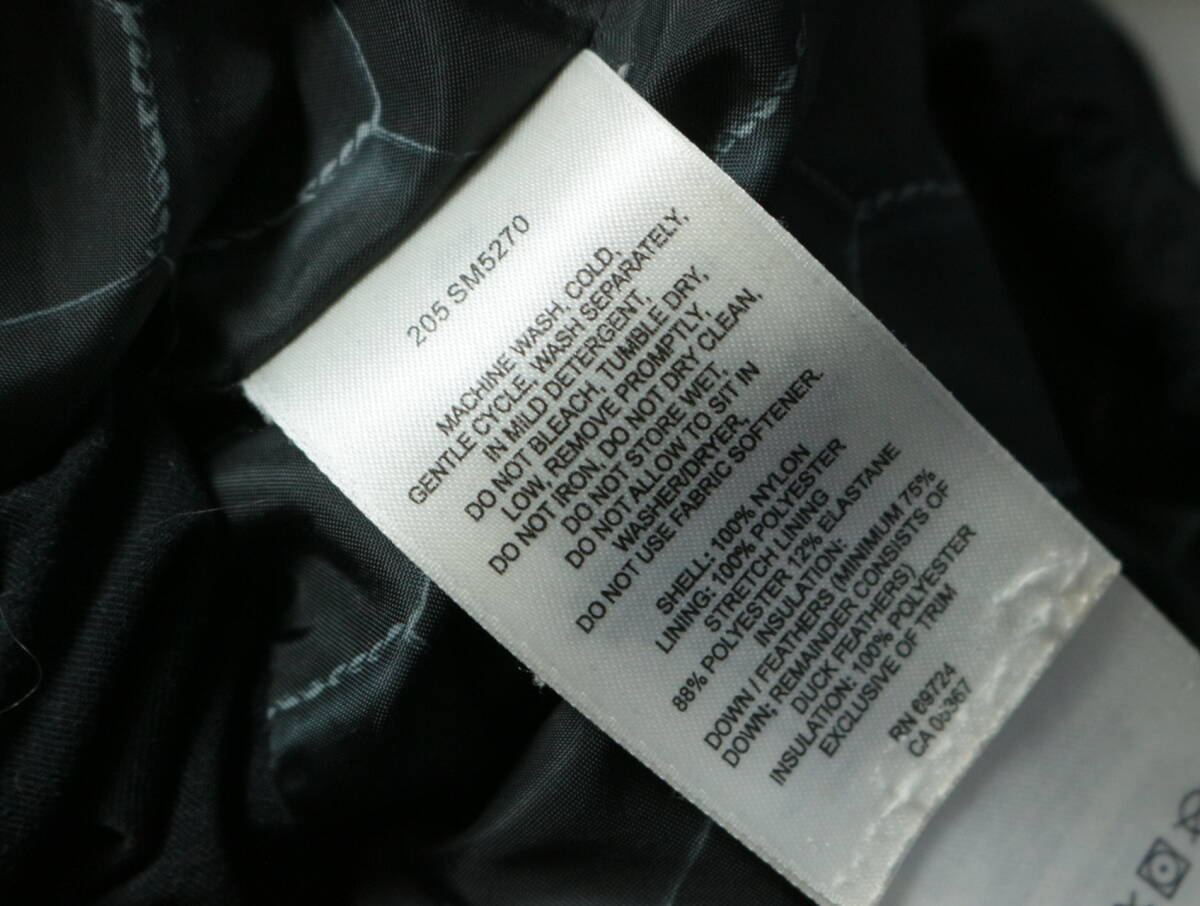 205 SM5270
MACHINE WASH, COLD,
GENTLE CYCLE, WASH SEPARATELY,
IN MILD DETERGENT,
DO NOT BLEACH, TUMBLE DRY,
LOW, REMOVE PROMPTLY,
DO NOT IRON, DO NOT DRY CLEAN,
DO NOT STORE WET,
DO NOT ALLOW TO SIT IN
WASHER/DRYER,
DO NOT USE FABRIC SOFTENER.
SHELL: 100% NYLON
LINING: 100% POLYESTER
STRETCH LINING
88% POLYESTER 12% ELASTANE
INSULATION:
DOWN / FEATHERS (MINIMUM 75%
DOWN; REMAINDER CONSISTS OF
DUCK FEATHERS)
INSULATION: 100% POLYESTER
EXCLUSIVE OF TRIM
RN 69724
CA 05367